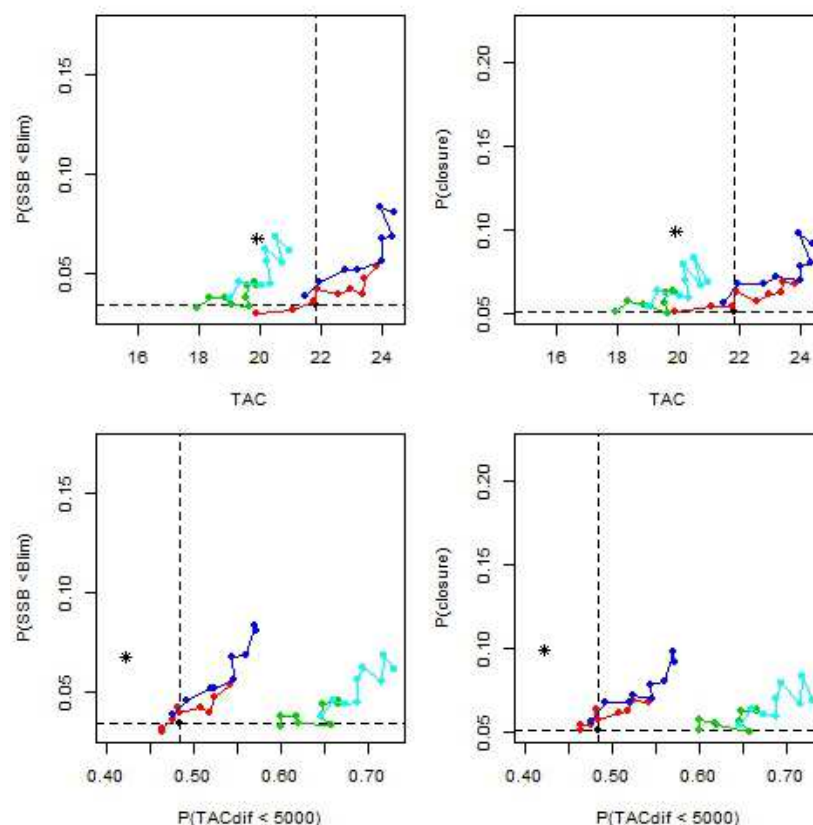 P(SSB <Blim)
0.05 0.10 0.15
16 18 20 22 24
TAC
P(closure)
0.05 0.10 0.15 0.20
16 18 20 22 24
TAC
P(SSB <Blim)
0.05 0.10 0.15
0.40 0.50 0.60 0.70
P(TACdif < 5000)
P(closure)
0.05 0.10 0.15 0.20
0.40 0.50 0.60 0.70
P(TACdif < 5000)